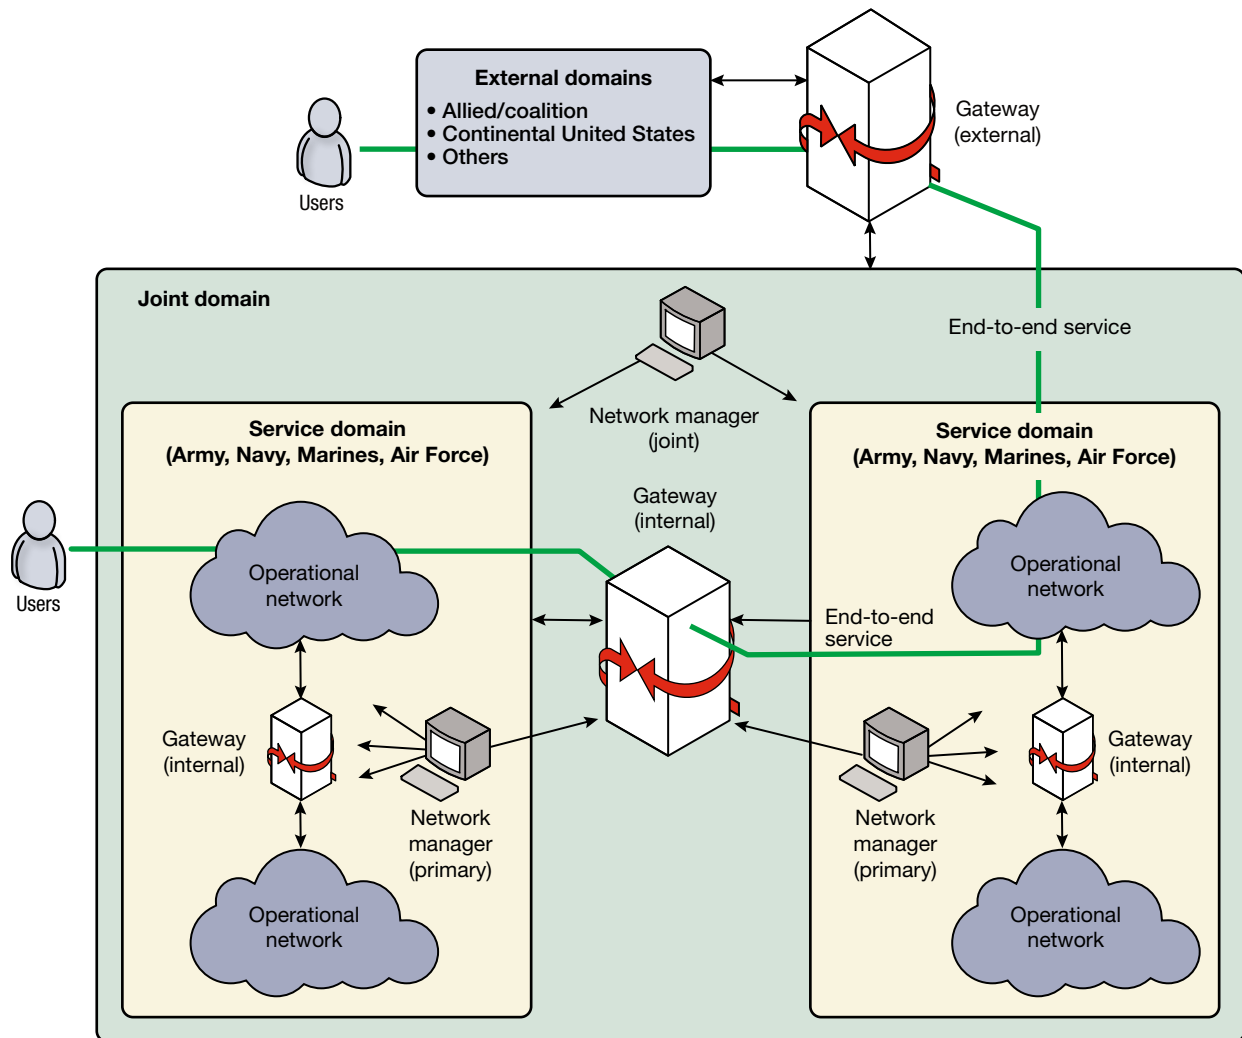 External domains
• Allied/coalition
• Continental United States
• Others
Gateway
(external)
Users
Joint domain
End-to-end service
Network manager
(joint)
Service domain
(Army, Navy, Marines, Air Force)
Service domain
(Army, Navy, Marines, Air Force)
Gateway
(internal)
Operational
network
Operational
network
Users
End-to-end
service
Gateway
(internal)
Gateway
(internal)
Network
manager
(primary)
Network
manager
(primary)
Operational
network
Operational
network